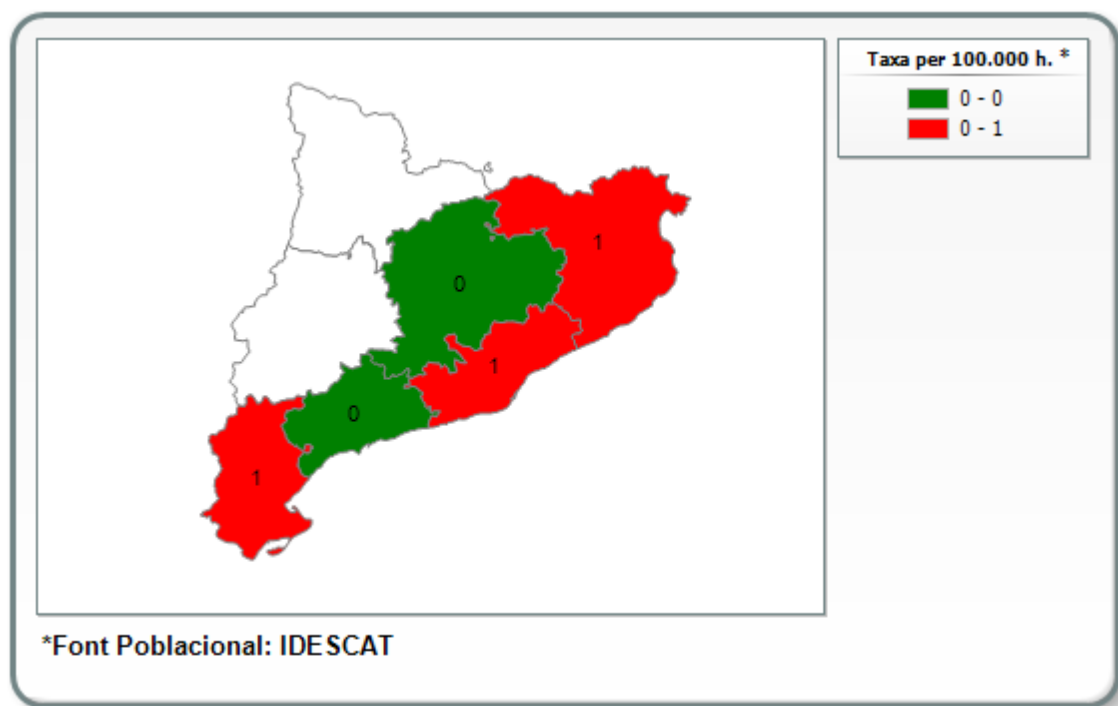 Taxa per 100.000 h. *
0 - 0
0 - 1
1
0
1
0
1
*Font Poblacional: IDESCAT